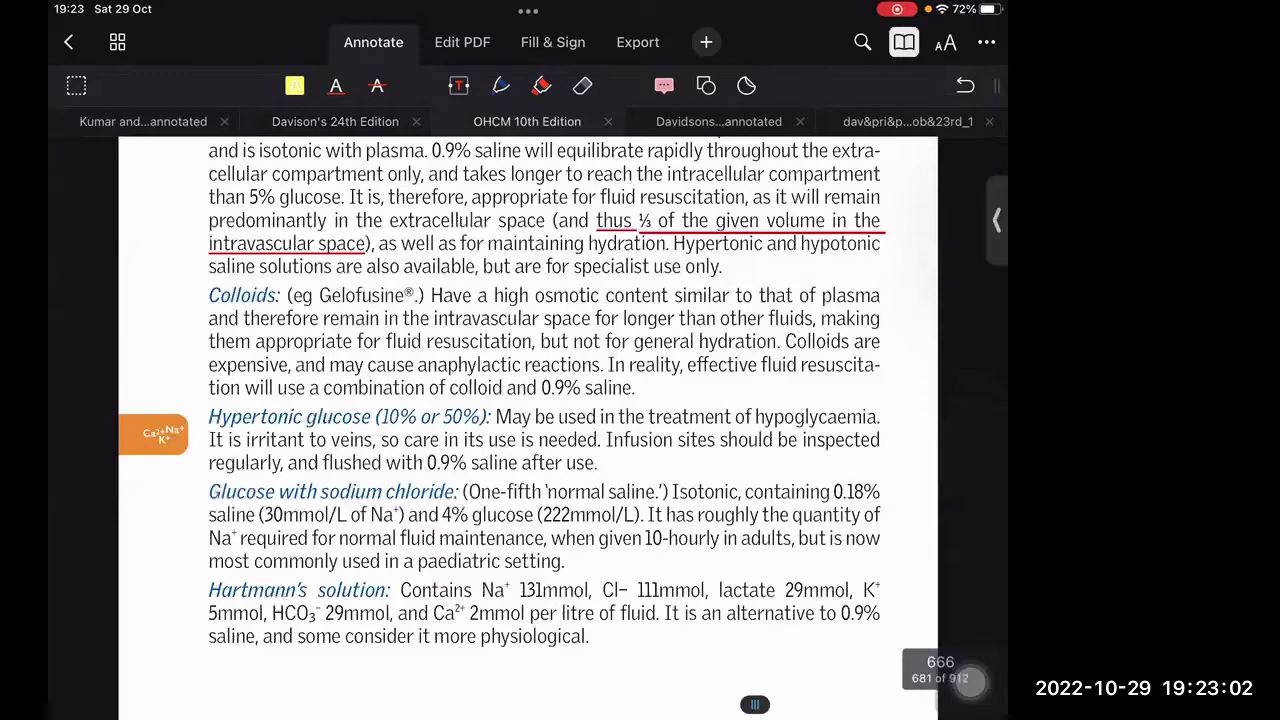 19:23 Sat 29 Oct
72%
Annotate Edit PDF Fill & Sign Export +
AA
A A A T
Kumar and...annotated × Davison's 24th Edition × OHCM 10th Edition × Davidsons...annotated × dav&pri&p...ob&23rd_1 ×
and is isotonic with plasma. 0.9% saline will equilibrate rapidly throughout the extra-
cellular compartment only, and takes longer to reach the intracellular compartment
than 5% glucose. It is, therefore, appropriate for fluid resuscitation, as it will remain
predominantly in the extracellular space (and thus ⅓ of the given volume in the
intravascular space), as well as for maintaining hydration. Hypertonic and hypotonic
saline solutions are also available, but are for specialist use only.
Colloids: (eg Gelofusine®.) Have a high osmotic content similar to that of plasma
and therefore remain in the intravascular space for longer than other fluids, making
them appropriate for fluid resuscitation, but not for general hydration. Colloids are
expensive, and may cause anaphylactic reactions. In reality, effective fluid resuscita-
tion will use a combination of colloid and 0.9% saline.
Hypertonic glucose (10% or 50%): May be used in the treatment of hypoglycaemia.
Ca²⁺Na⁺
K⁺
It is irritant to veins, so care in its use is needed. Infusion sites should be inspected
regularly, and flushed with 0.9% saline after use.
Glucose with sodium chloride: (One-fifth 'normal saline.') Isotonic, containing 0.18%
saline (30mmol/L of Na⁺) and 4% glucose (222mmol/L). It has roughly the quantity of
Na⁺ required for normal fluid maintenance, when given 10-hourly in adults, but is now
most commonly used in a paediatric setting.
Hartmann's solution: Contains Na⁺ 131mmol, Cl– 111mmol, lactate 29mmol, K⁺
5mmol, HCO₃⁻ 29mmol, and Ca²⁺ 2mmol per litre of fluid. It is an alternative to 0.9%
saline, and some consider it more physiological.
666
681 of 912
2022-10-29 19:23:02